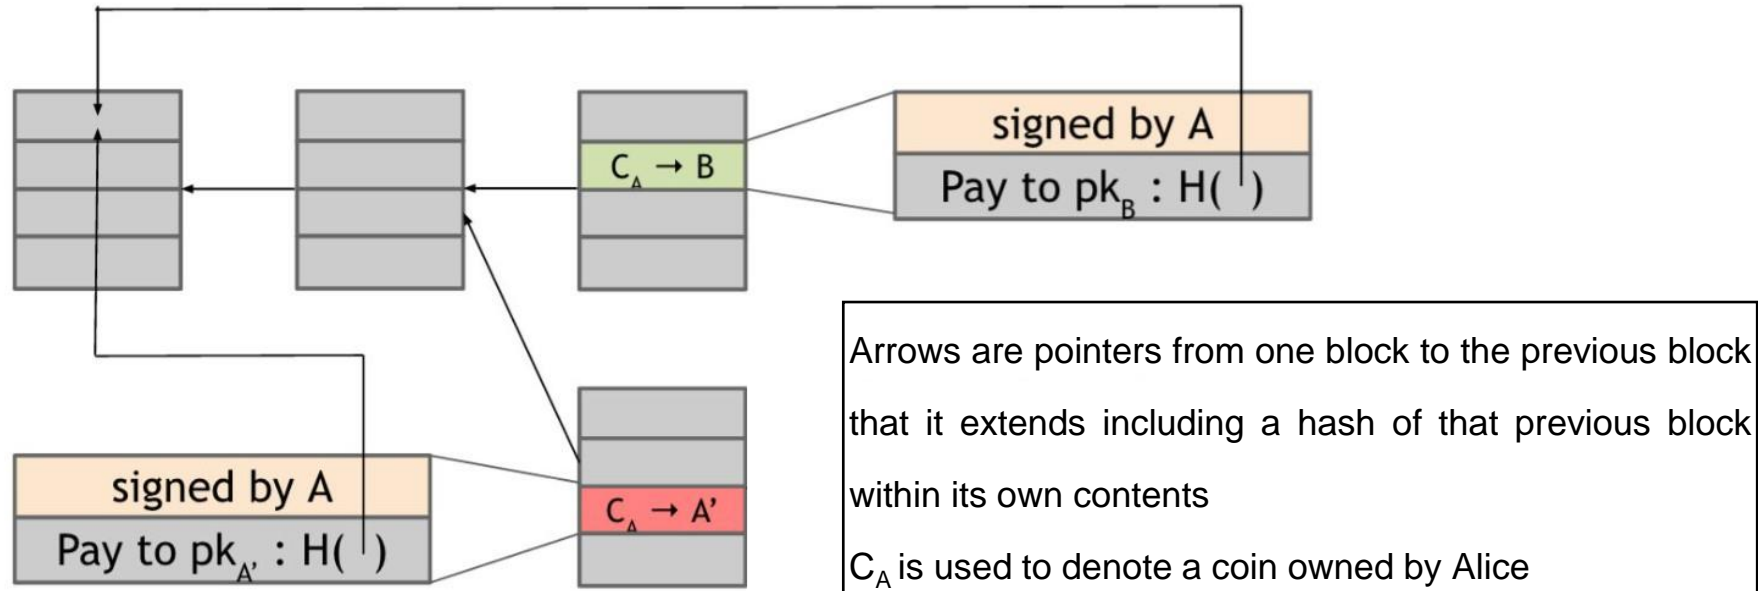 signed by A
C_A → B
Pay to pk_B : H( )
Arrows are pointers from one block to the previous block
that it extends including a hash of that previous block
within its own contents
signed by A
C_A → A’
Pay to pk_A’ : H( )
C_A is used to denote a coin owned by Alice